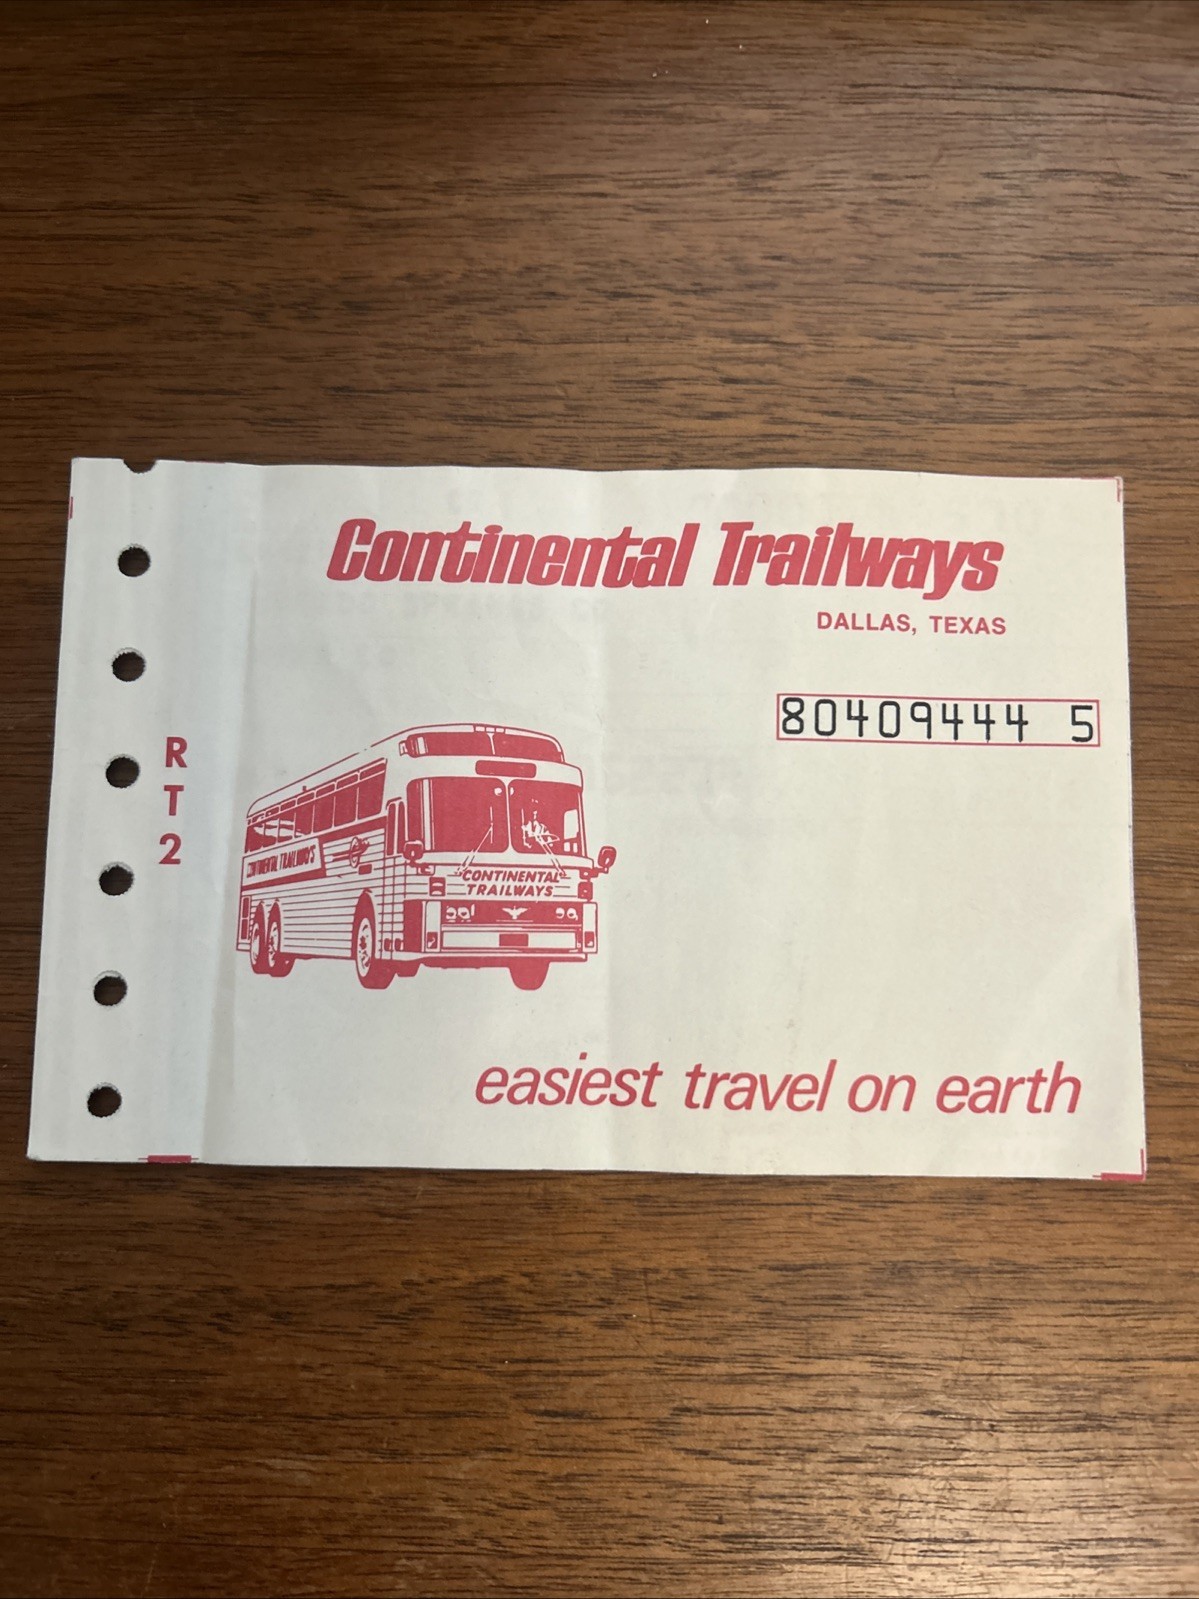 Continental Trailways
DALLAS, TEXAS
80409444 5
R
T
2
CONTINENTAL TRAILWAYS
CONTINENTAL
TRAILWAYS
easiest travel on earth